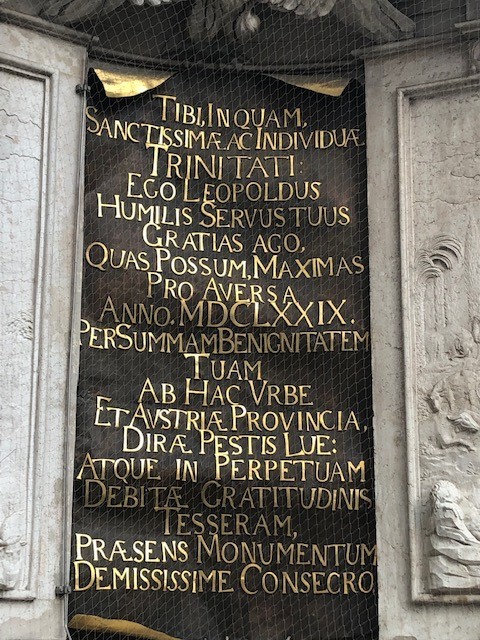 TIBI, INQUAM,
SANCTISSIMÆ AC INDIVIDUÆ
TRINITATI:
EGO LEOPOLDUS
HUMILIS SERVUS TUUS
GRATIAS AGO,
QUAS POSSUM, MAXIMAS
PRO AVERSA
ANNO. MDCLXXIX.
PER SUMMAM BENIGNITATEM
TUAM
AB HAC VRBE
ET AVSTRIÆ PROVINCIA,
DIRÆ PESTIS LUE:
ATQUE IN PERPETUAM
DEBITÆ GRATITUDINIS
TESSERAM,
PRÆSENS MONUMENTUM
DEMISSISSIME CONSECRO